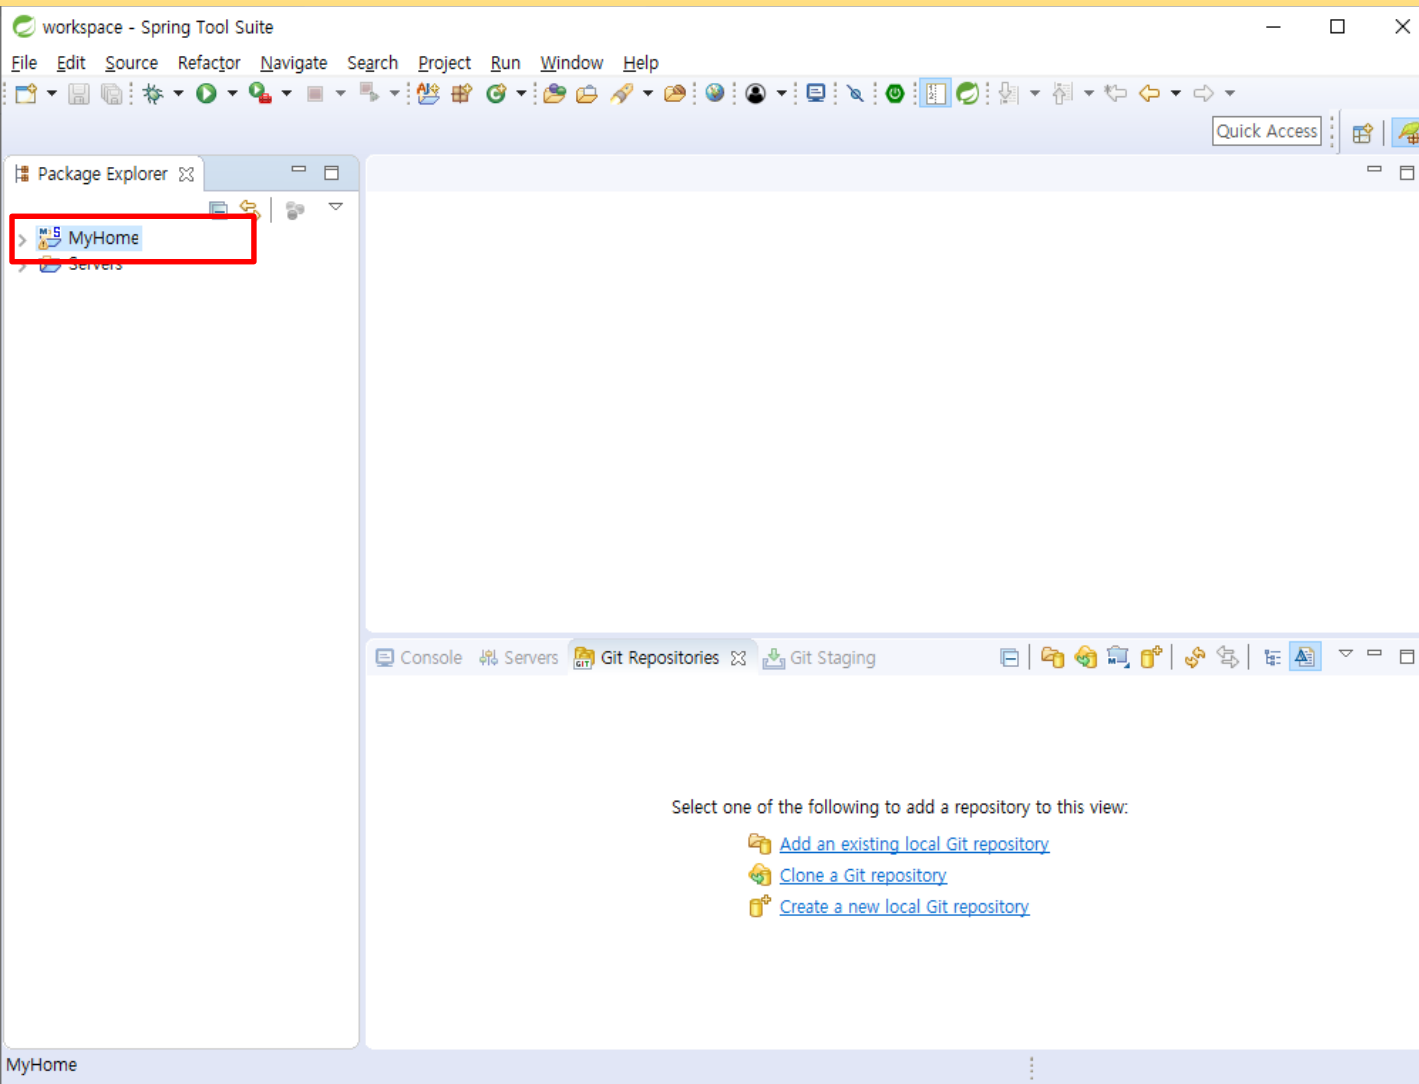 workspace - Spring Tool Suite
File Edit Source Refactor Navigate Search Project Run Window Help
Quick Access
Package Explorer
MyHome
Servers
Console Servers Git Repositories Git Staging
Select one of the following to add a repository to this view:
Add an existing local Git repository
Clone a Git repository
Create a new local Git repository
MyHome